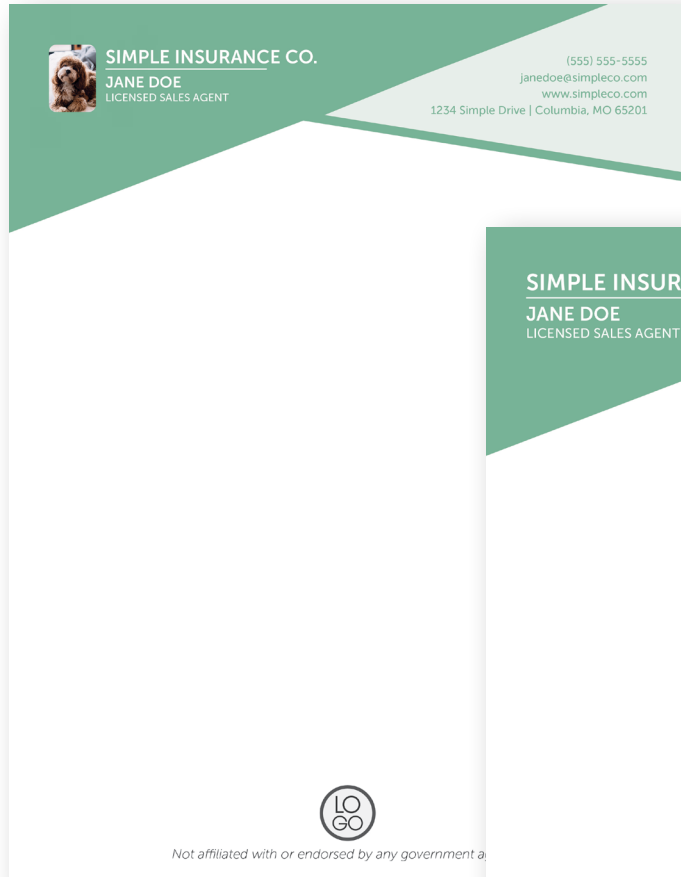 SIMPLE INSURANCE CO.
JANE DOE
LICENSED SALES AGENT
(555) 555-5555
janedoe@simpleco.com
www.simpleco.com
1234 Simple Drive | Columbia, MO 65201
SIMPLE INSUR
JANE DOE
LICENSED SALES AGENT
LO
GO
Not affiliated with or endorsed by any government